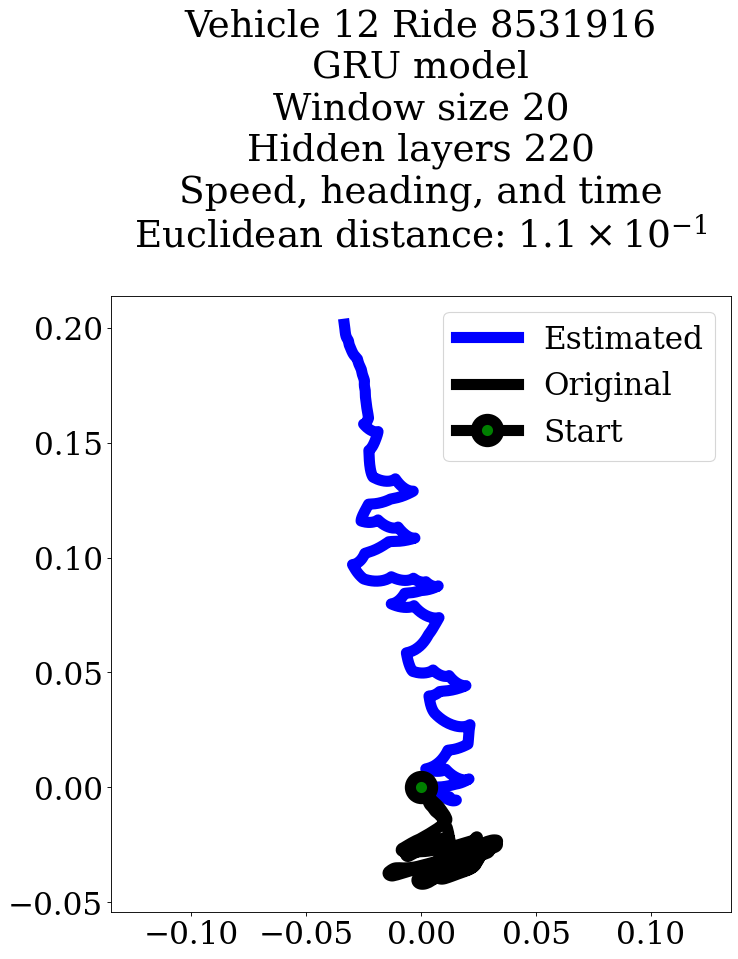 Vehicle 12 Ride 8531916
GRU model
Window size 20
Hidden layers 220
Speed, heading, and time
Euclidean distance: 1.1 × 10⁻¹
Estimated
Original
Start
0.20
0.15
0.10
0.05
0.00
−0.05
−0.10 −0.05 0.00 0.05 0.10